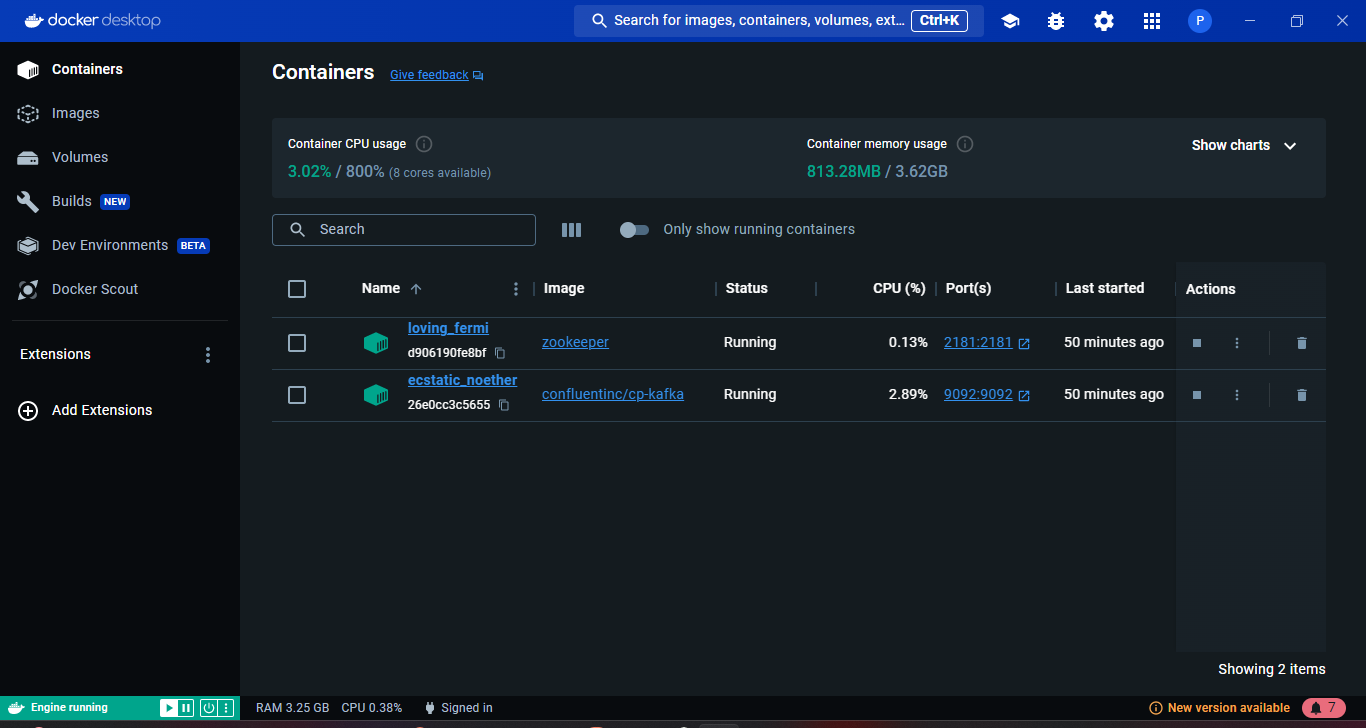 docker desktop
Search for images, containers, volumes, ext... Ctrl+K
P
Containers
Images
Volumes
Builds NEW
Dev Environments BETA
Docker Scout
Extensions
Add Extensions
Containers Give feedback
Container CPU usage
3.02% / 800% (8 cores available)
Container memory usage
813.28MB / 3.62GB
Show charts
Search
Only show running containers
Name Image Status CPU (%) Port(s) Last started Actions
loving_fermi
d906190fe8bf
zookeeper Running 0.13% 2181:2181 50 minutes ago
ecstatic_noether
26e0cc3c5655
confluentinc/cp-kafka Running 2.89% 9092:9092 50 minutes ago
Showing 2 items
Engine running
RAM 3.25 GB CPU 0.38% Signed in
New version available
7